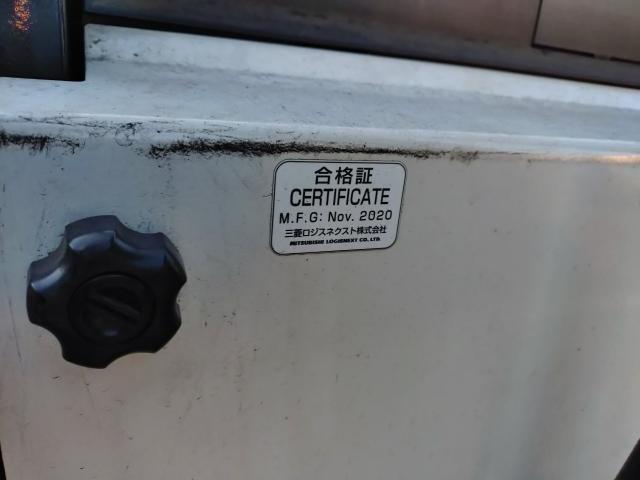 合格証
CERTIFICATE
M.F.G: Nov. 2020
三菱ロジスネクスト株式会社
MITSUBISHI LOGISNEXT CO., LTD.